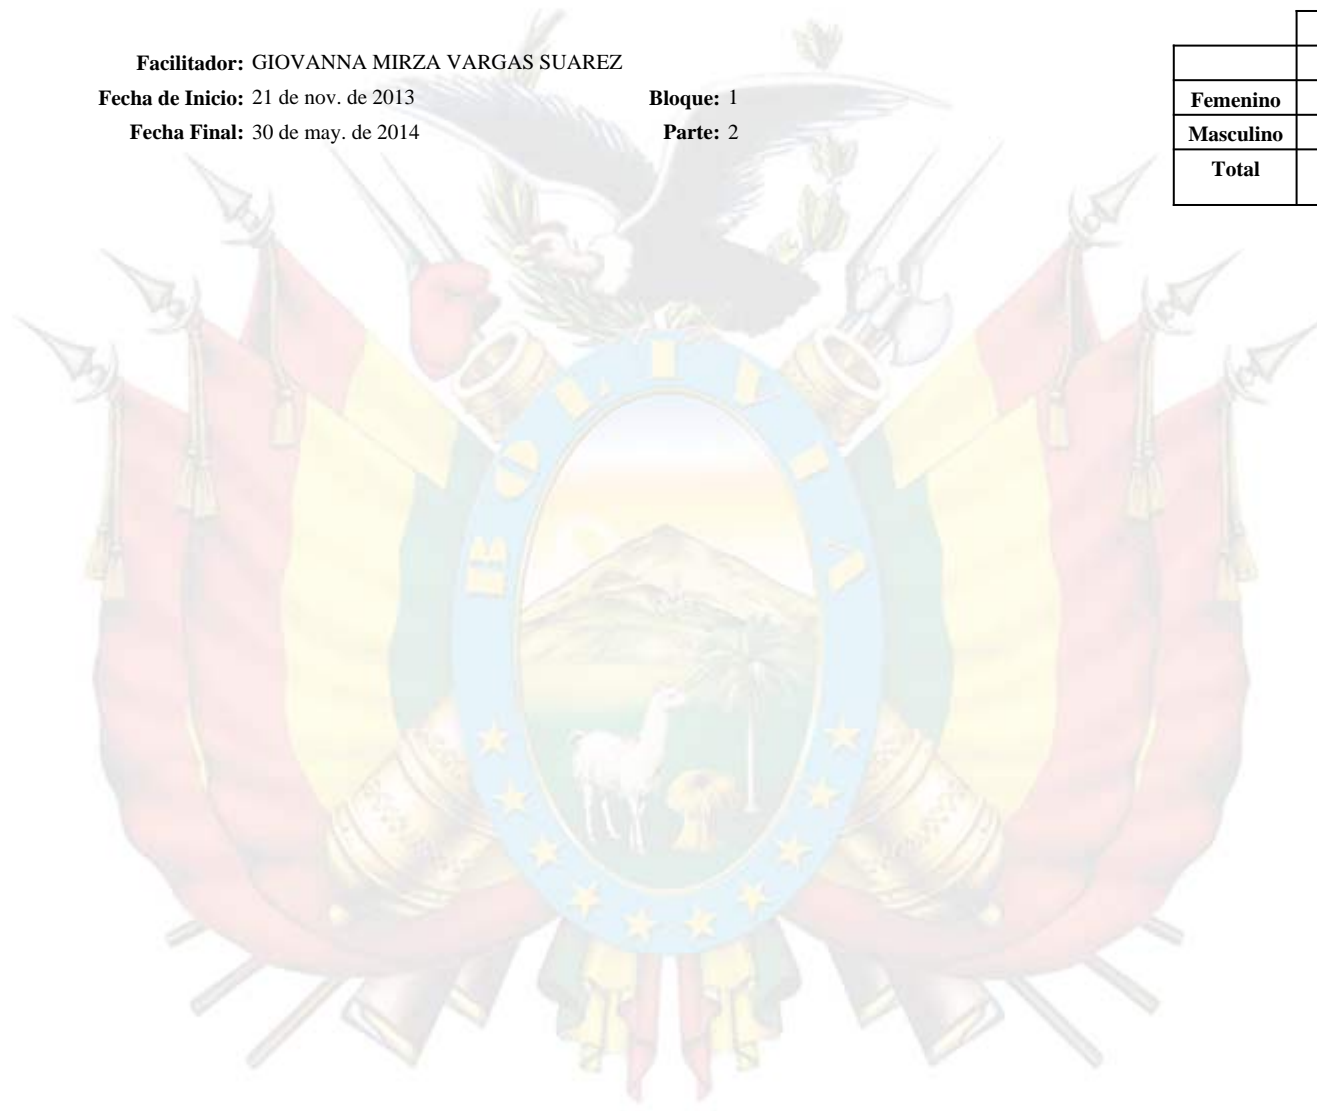 Facilitador: GIOVANNA MIRZA VARGAS SUAREZ
Fecha de Inicio: 21 de nov. de 2013 Bloque: 1
Fecha Final: 30 de may. de 2014 Parte: 2
Femenino
Masculino
Total
BOLIVIA